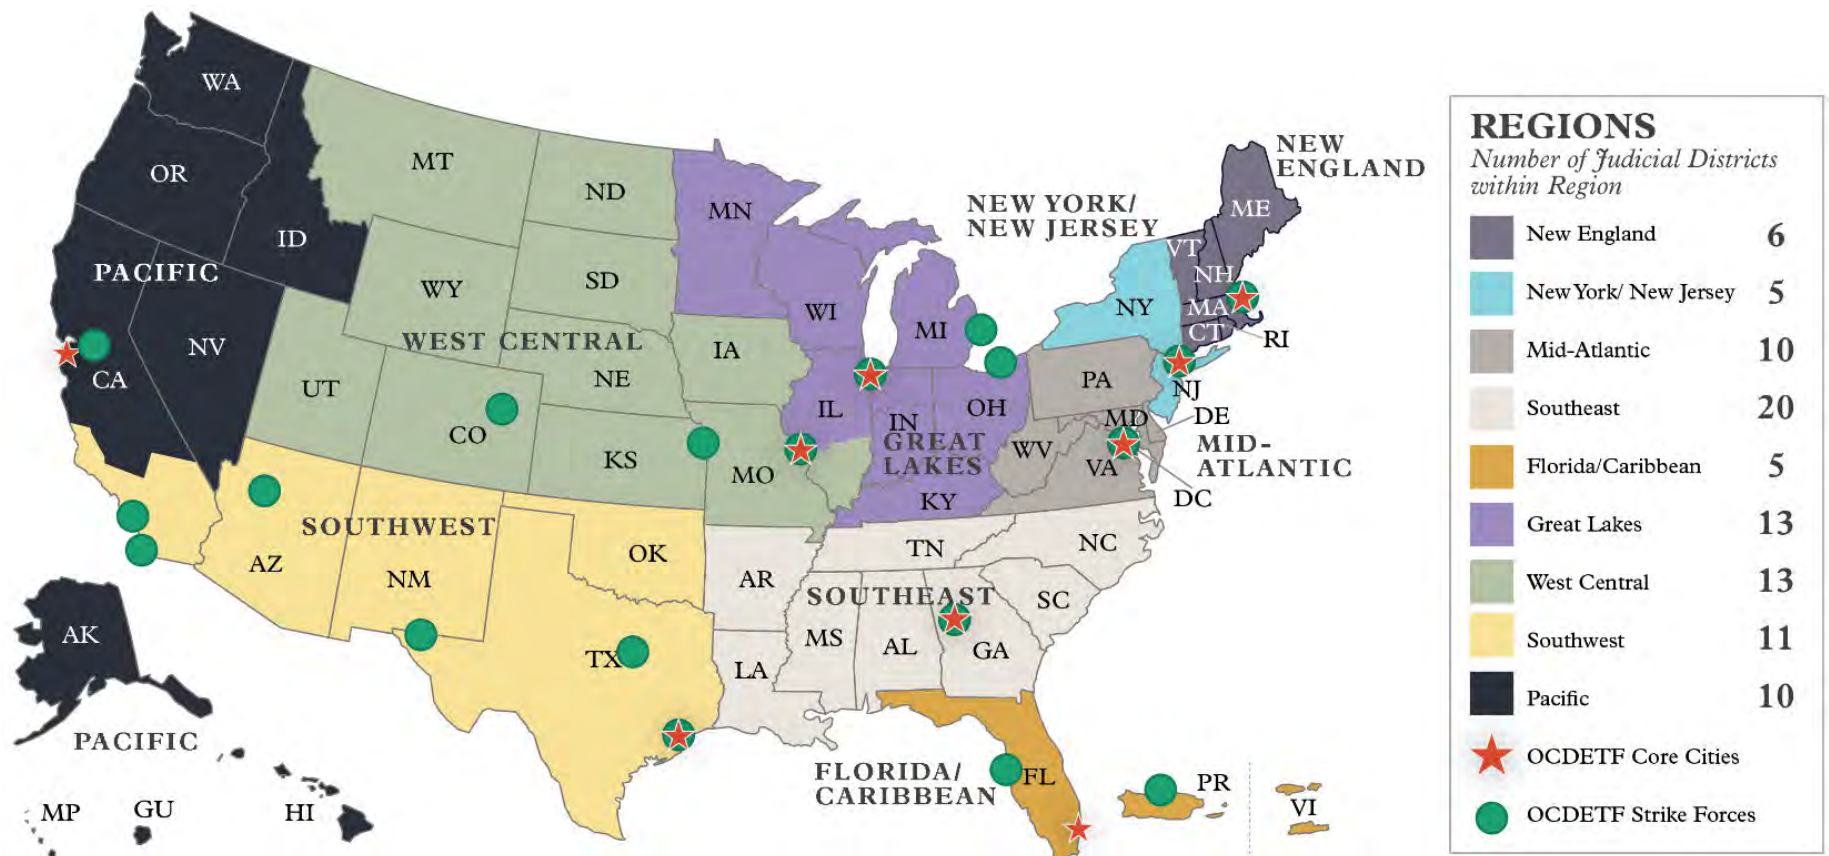 WA
OR
ID
MT
ND
MN
NEW
ENGLAND
NEW YORK/
NEW JERSEY
ME
VT
NH
MA
CT
RI
PACIFIC
WY
SD
WI
MI
NY
WEST CENTRAL
CA
NV
UT
CO
NE
IA
IL
IN
OH
PA
NJ
DE
MD
MID-
ATLANTIC
GREAT
LAKES
KS
MO
WV
VA
DC
KY
SOUTHWEST
AZ
NM
OK
TX
AR
TN
NC
SOUTHEAST
SC
MS
AL
GA
LA
AK
PACIFIC
MP
GU
HI
FLORIDA/
CARIBBEAN
FL
PR
VI
REGIONS
Number of Judicial Districts
within Region
New England 6
New York/ New Jersey 5
Mid-Atlantic 10
Southeast 20
Florida/Caribbean 5
Great Lakes 13
West Central 13
Southwest 11
Pacific 10
OCDETF Core Cities
OCDETF Strike Forces